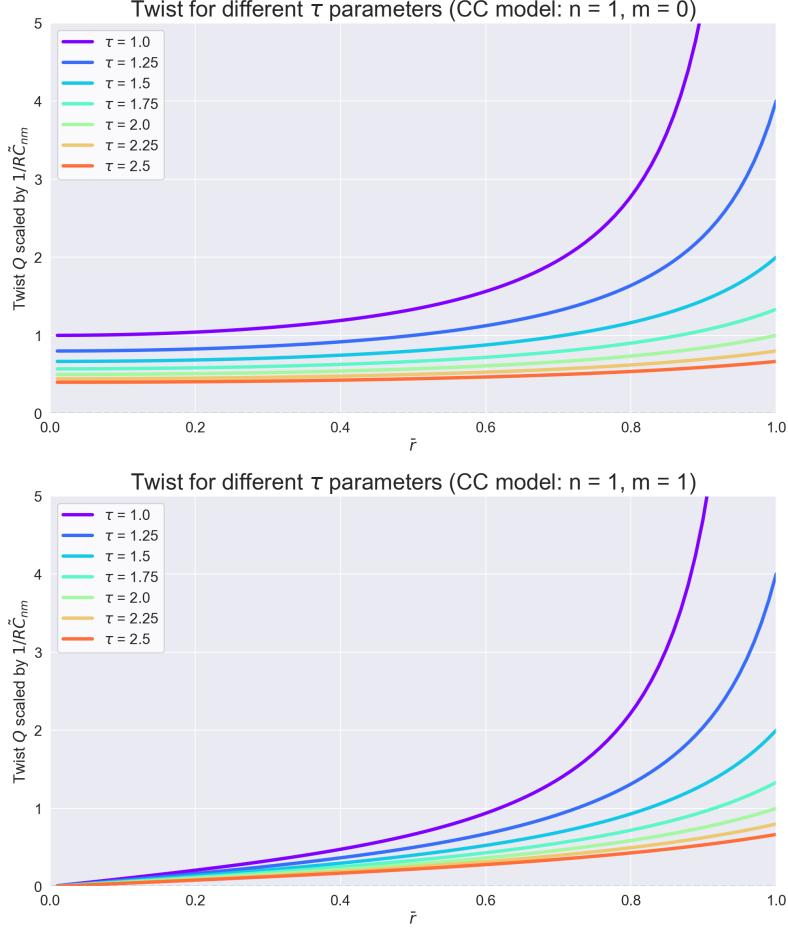 Twist for different τ parameters (CC model: n = 1, m = 0)
5
4
3
2
1
0
Twist Q scaled by 1/RC̃nm
τ = 1.0
τ = 1.25
τ = 1.5
τ = 1.75
τ = 2.0
τ = 2.25
τ = 2.5
0.0 0.2 0.4 0.6 0.8 1.0
r̄
Twist for different τ parameters (CC model: n = 1, m = 1)
5
4
3
2
1
0
Twist Q scaled by 1/RC̃nm
τ = 1.0
τ = 1.25
τ = 1.5
τ = 1.75
τ = 2.0
τ = 2.25
τ = 2.5
0.0 0.2 0.4 0.6 0.8 1.0
r̄